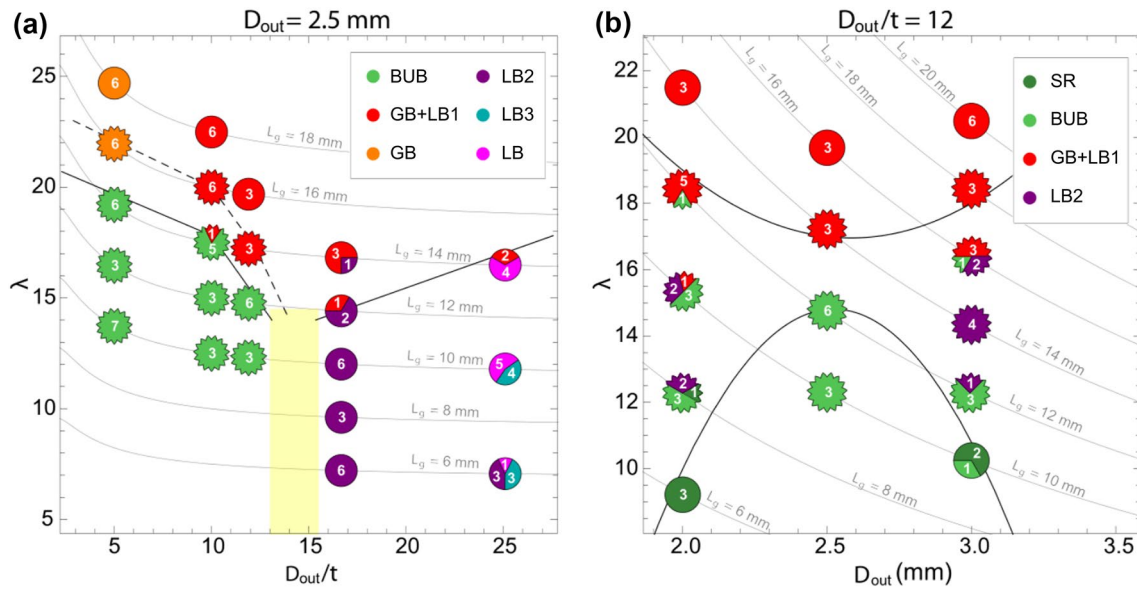 (a)
D_out = 2.5 mm
BUB
LB2
GB+LB1
LB3
GB
LB
6
6
6
3
7
6
6
1
5
3
3
3
3
6
3
3
1
1
2
6
3
6
2
4
5
4
1
3
3
L_g = 18 mm
L_g = 16 mm
L_g = 14 mm
L_g = 12 mm
L_g = 10 mm
L_g = 8 mm
L_g = 6 mm
25
20
15
10
5
λ
5
10
15
20
25
D_out/t
(b)
D_out/t = 12
SR
BUB
GB+LB1
LB2
L_g = 16 mm
L_g = 18 mm
L_g = 20 mm
L_g = 14 mm
L_g = 12 mm
L_g = 10 mm
L_g = 8 mm
L_g = 6 mm
3
5
1
2
1
3
2
1
3
3
3
3
6
3
6
3
3
1
2
4
1
3
2
1
22
20
18
16
14
12
10
λ
2.0
2.5
3.0
3.5
D_out (mm)